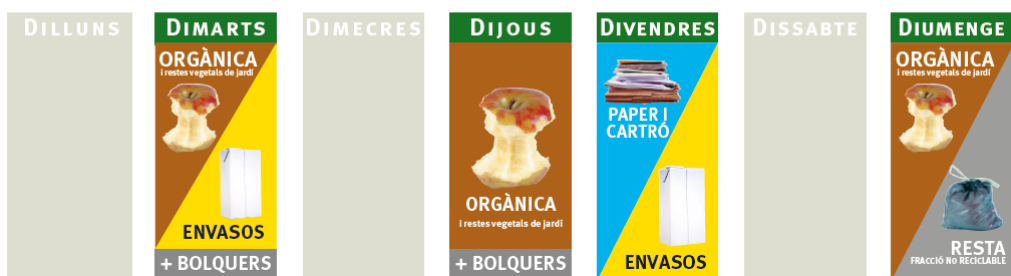 DILLUNS
DIMARTS
ORGÀNICA
i restes vegetals de jardí
ENVASOS
+ BOLQUERS
DIMECRES
DIJOUS
ORGÀNICA
i restes vegetals de jardí
+ BOLQUERS
DIVENDRES
PAPER I
CARTRÓ
ENVASOS
DISSABTE
DIUMENGE
ORGÀNICA
i restes vegetals de jardí
RESTA
FRACCIÓ NO RECICLABLE